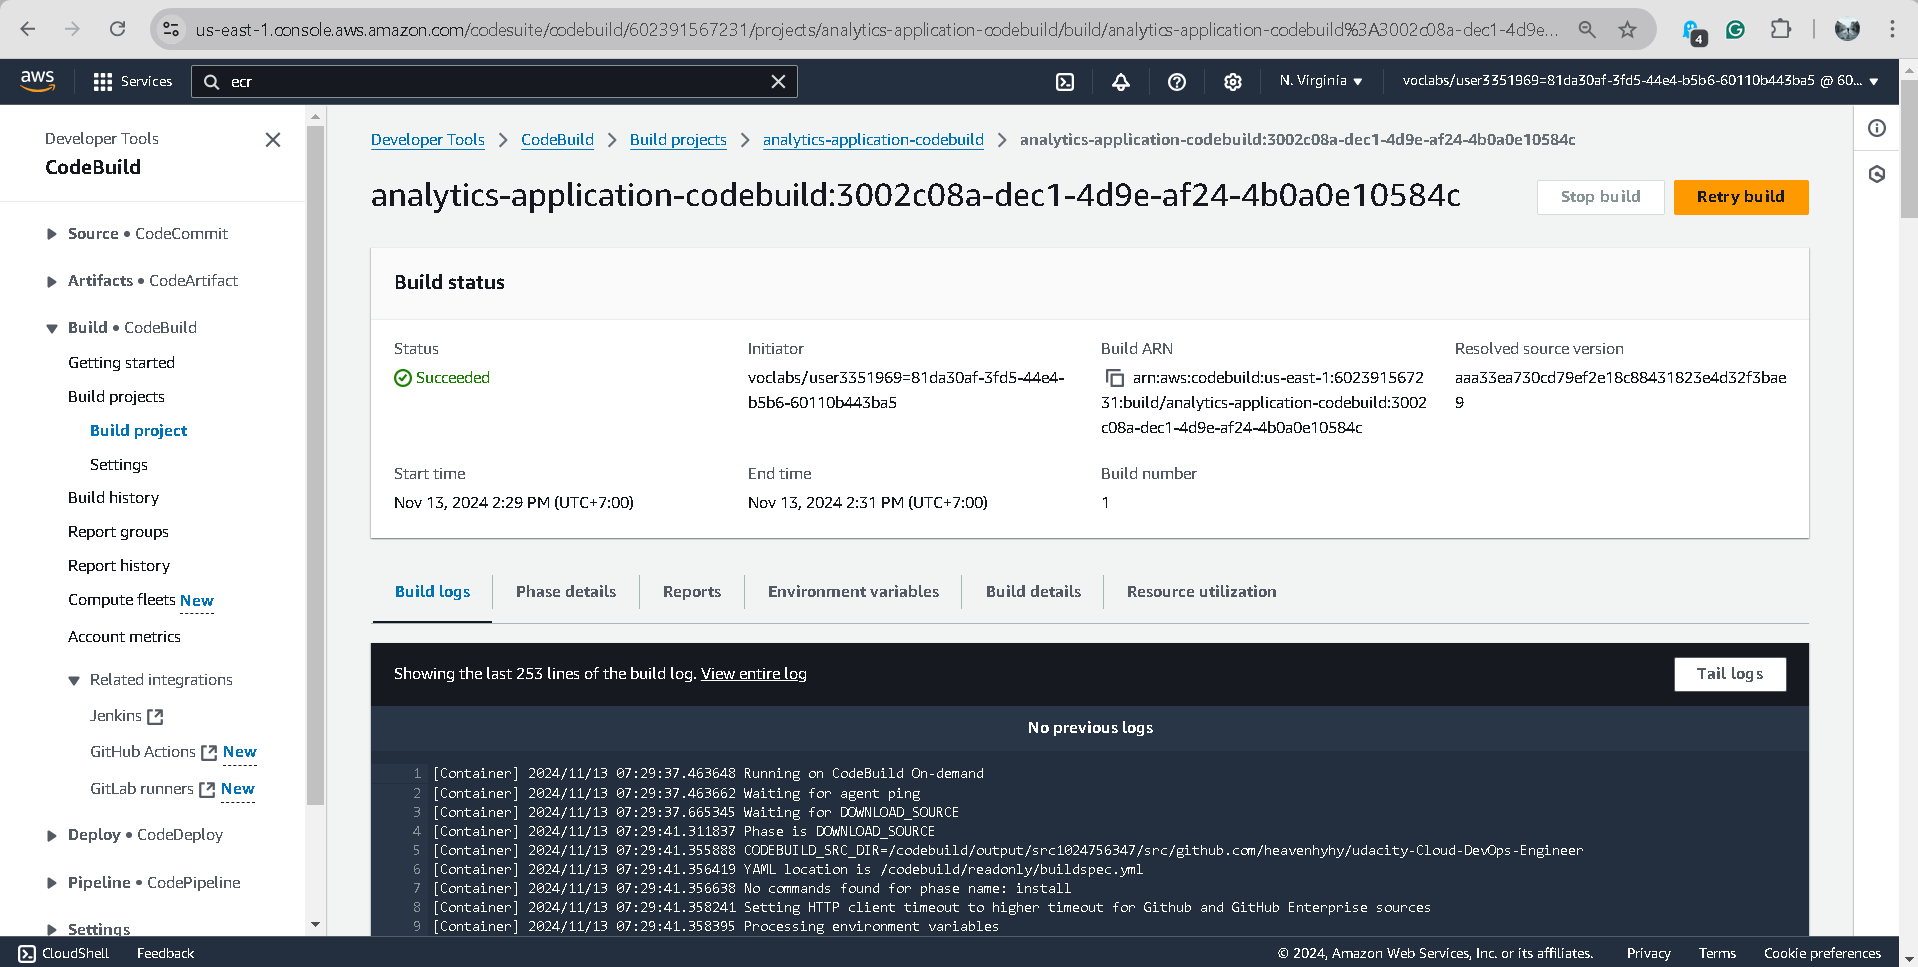 us-east-1.console.aws.amazon.com/codesuite/codebuild/602391567231/projects/analytics-application-codebuild/build/analytics-application-codebuild%3A3002c08a-dec1-4d9e...
4
aws
Services
ecr
N. Virginia
voclabs/user3351969=81da30af-3fd5-44e4-b5b6-60110b443ba5 @ 60...
Developer Tools
CodeBuild
Source • CodeCommit
Artifacts • CodeArtifact
Build • CodeBuild
Getting started
Build projects
Build project
Settings
Build history
Report groups
Report history
Compute fleets New
Account metrics
Related integrations
Jenkins
GitHub Actions New
GitLab runners New
Deploy • CodeDeploy
Pipeline • CodePipeline
Settings
Developer Tools
CodeBuild
Build projects
analytics-application-codebuild
analytics-application-codebuild:3002c08a-dec1-4d9e-af24-4b0a0e10584c
analytics-application-codebuild:3002c08a-dec1-4d9e-af24-4b0a0e10584c
Stop build
Retry build
Build status
Status
Succeeded
Initiator
voclabs/user3351969=81da30af-3fd5-44e4-
b5b6-60110b443ba5
Build ARN
arn:aws:codebuild:us-east-1:6023915672
31:build/analytics-application-codebuild:3002
c08a-dec1-4d9e-af24-4b0a0e10584c
Resolved source version
aaa33ea730cd79ef2e18c88431823e4d32f3bae
9
Start time
Nov 13, 2024 2:29 PM (UTC+7:00)
End time
Nov 13, 2024 2:31 PM (UTC+7:00)
Build number
1
Build logs
Phase details
Reports
Environment variables
Build details
Resource utilization
Showing the last 253 lines of the build log. View entire log
Tail logs
No previous logs
1 [Container] 2024/11/13 07:29:37.463648 Running on CodeBuild On-demand
2 [Container] 2024/11/13 07:29:37.463662 Waiting for agent ping
3 [Container] 2024/11/13 07:29:37.665345 Waiting for DOWNLOAD_SOURCE
4 [Container] 2024/11/13 07:29:41.311837 Phase is DOWNLOAD_SOURCE
5 [Container] 2024/11/13 07:29:41.355888 CODEBUILD_SRC_DIR=/codebuild/output/src1024756347/src/github.com/heavenhyhy/udacity-Cloud-DevOps-Engineer
6 [Container] 2024/11/13 07:29:41.356419 YAML location is /codebuild/readonly/buildspec.yml
7 [Container] 2024/11/13 07:29:41.356638 No commands found for phase name: install
8 [Container] 2024/11/13 07:29:41.358241 Setting HTTP client timeout to higher timeout for Github and GitHub Enterprise sources
9 [Container] 2024/11/13 07:29:41.358395 Processing environment variables
CloudShell
Feedback
© 2024, Amazon Web Services, Inc. or its affiliates.
Privacy
Terms
Cookie preferences